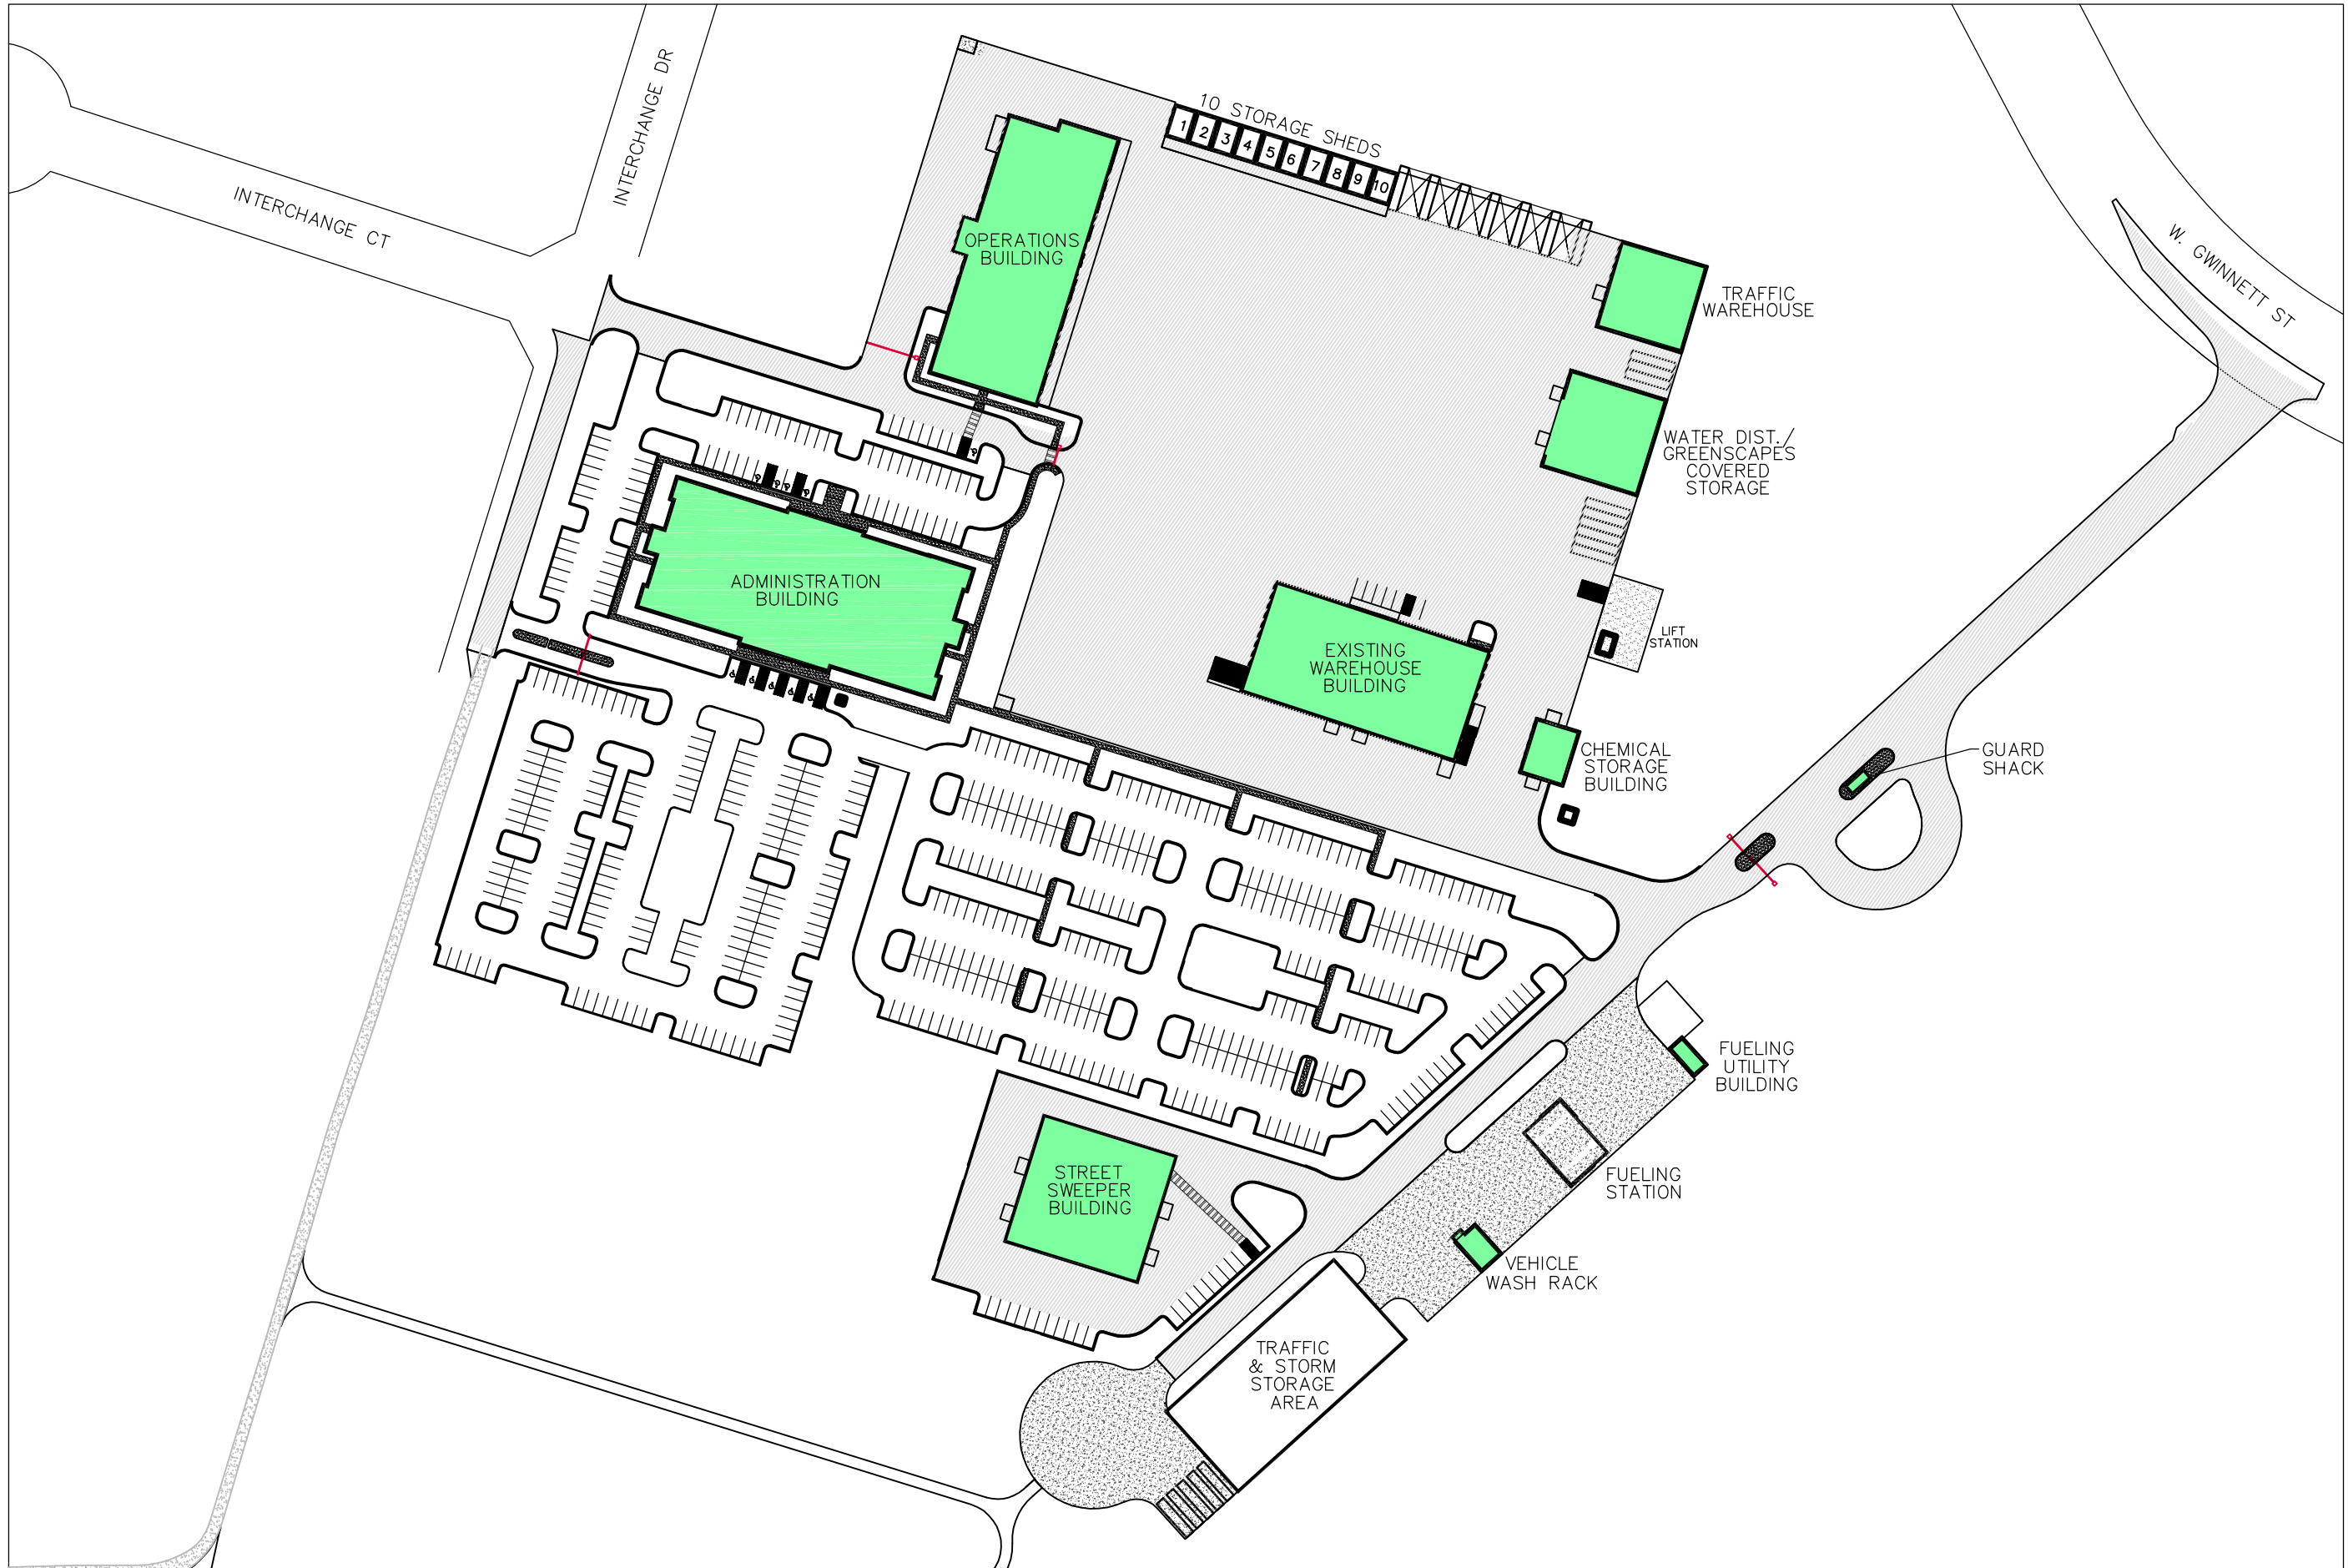 INTERCHANGE DR
10 STORAGE SHEDS
1 2 3 4 5 6 7 8 9 10
INTERCHANGE CT
OPERATIONS
BUILDING
W. GWINNETT ST
TRAFFIC
WAREHOUSE
WATER DIST./
GREENSCAPES
COVERED
STORAGE
ADMINISTRATION
BUILDING
LIFT
STATION
EXISTING
WAREHOUSE
BUILDING
CHEMICAL
STORAGE
BUILDING
GUARD
SHACK
FUELING
UTILITY
BUILDING
FUELING
STATION
STREET
SWEEPER
BUILDING
VEHICLE
WASH RACK
TRAFFIC
& STORM
STORAGE
AREA